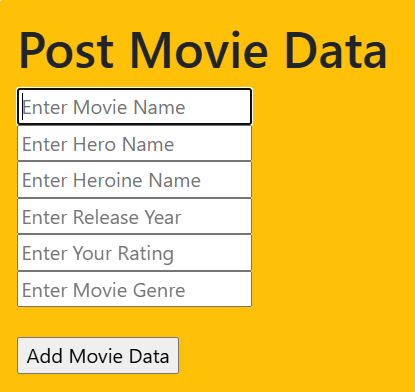 Post Movie Data
Enter Movie Name
Enter Hero Name
Enter Heroine Name
Enter Release Year
Enter Your Rating
Enter Movie Genre
Add Movie Data